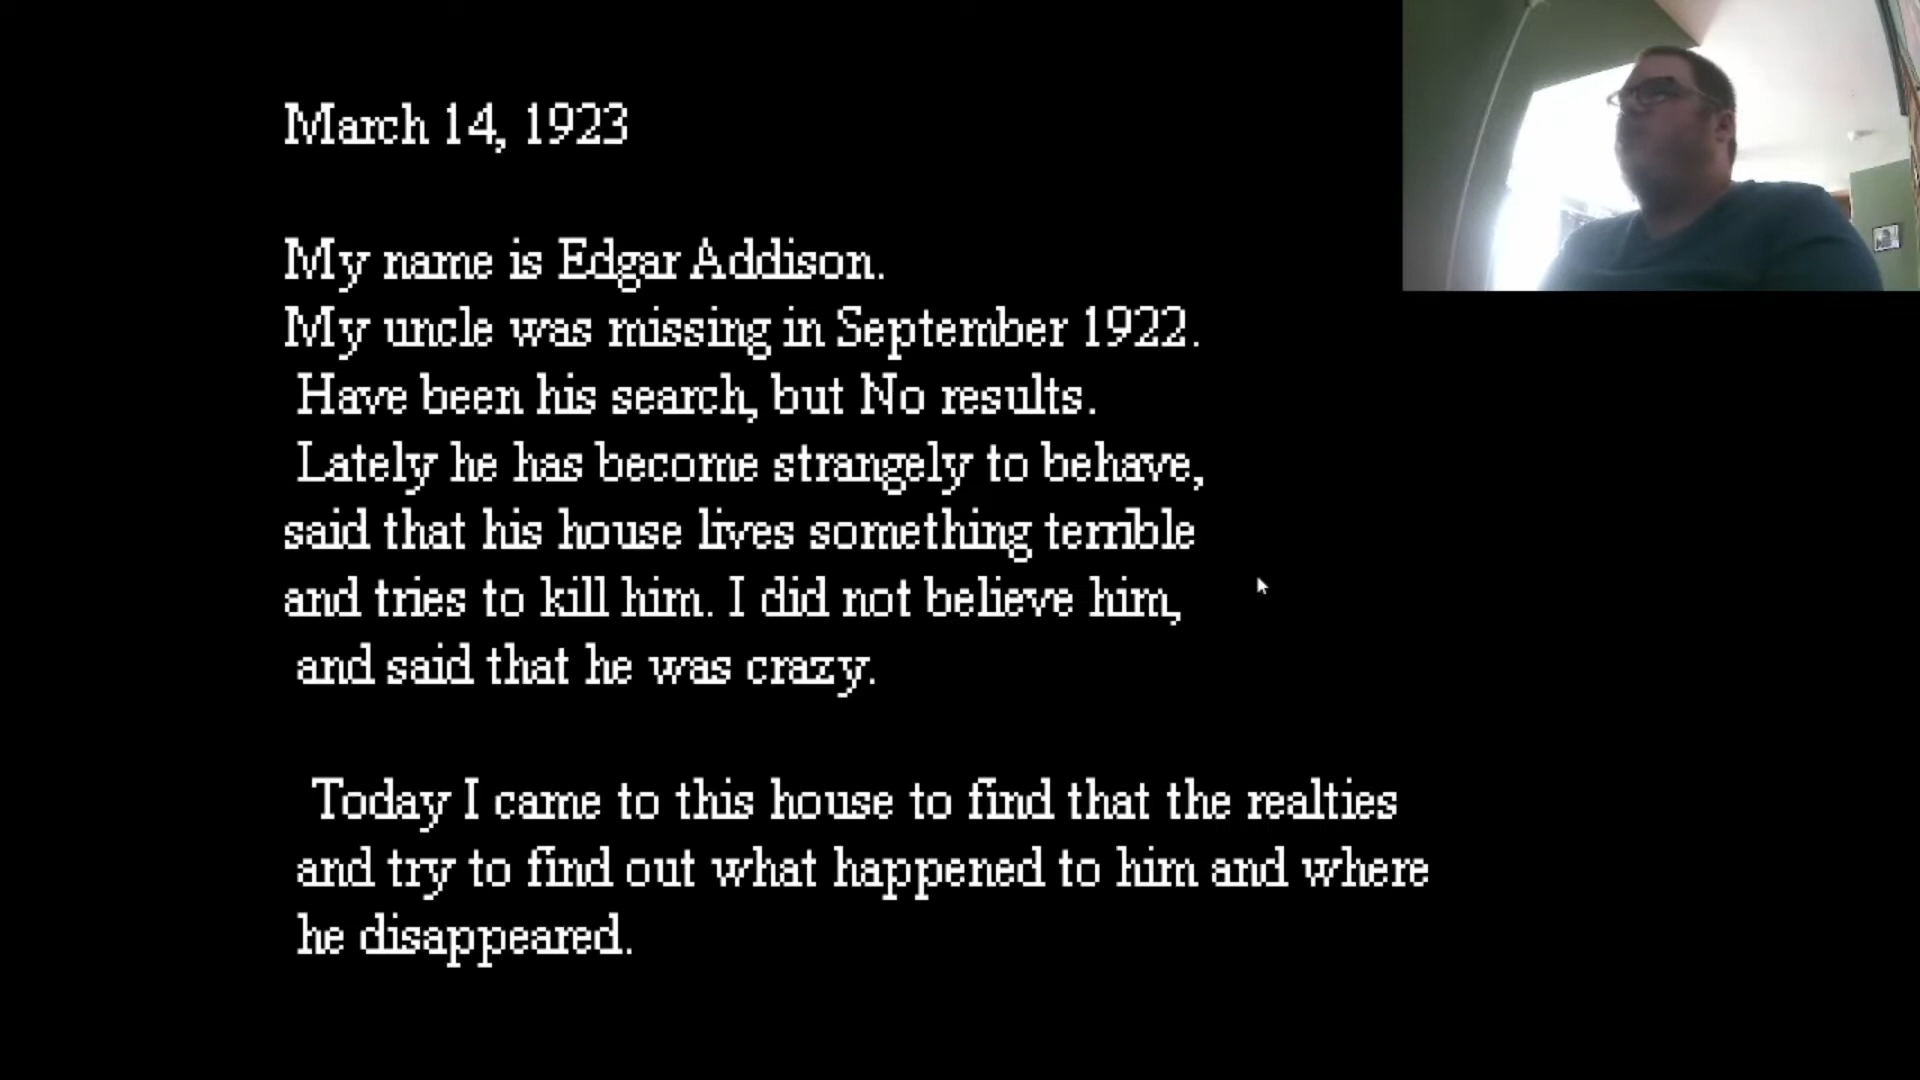 March 14, 1923
My name is Edgar Addison.
My uncle was missing in September 1922.
Have been his search, but No results.
Lately he has become strangely to behave,
said that his house lives something terrible
and tries to kill him. I did not believe him,
and said that he was crazy.
Today I came to this house to find that the realties
and try to find out what happened to him and where
he disappeared.